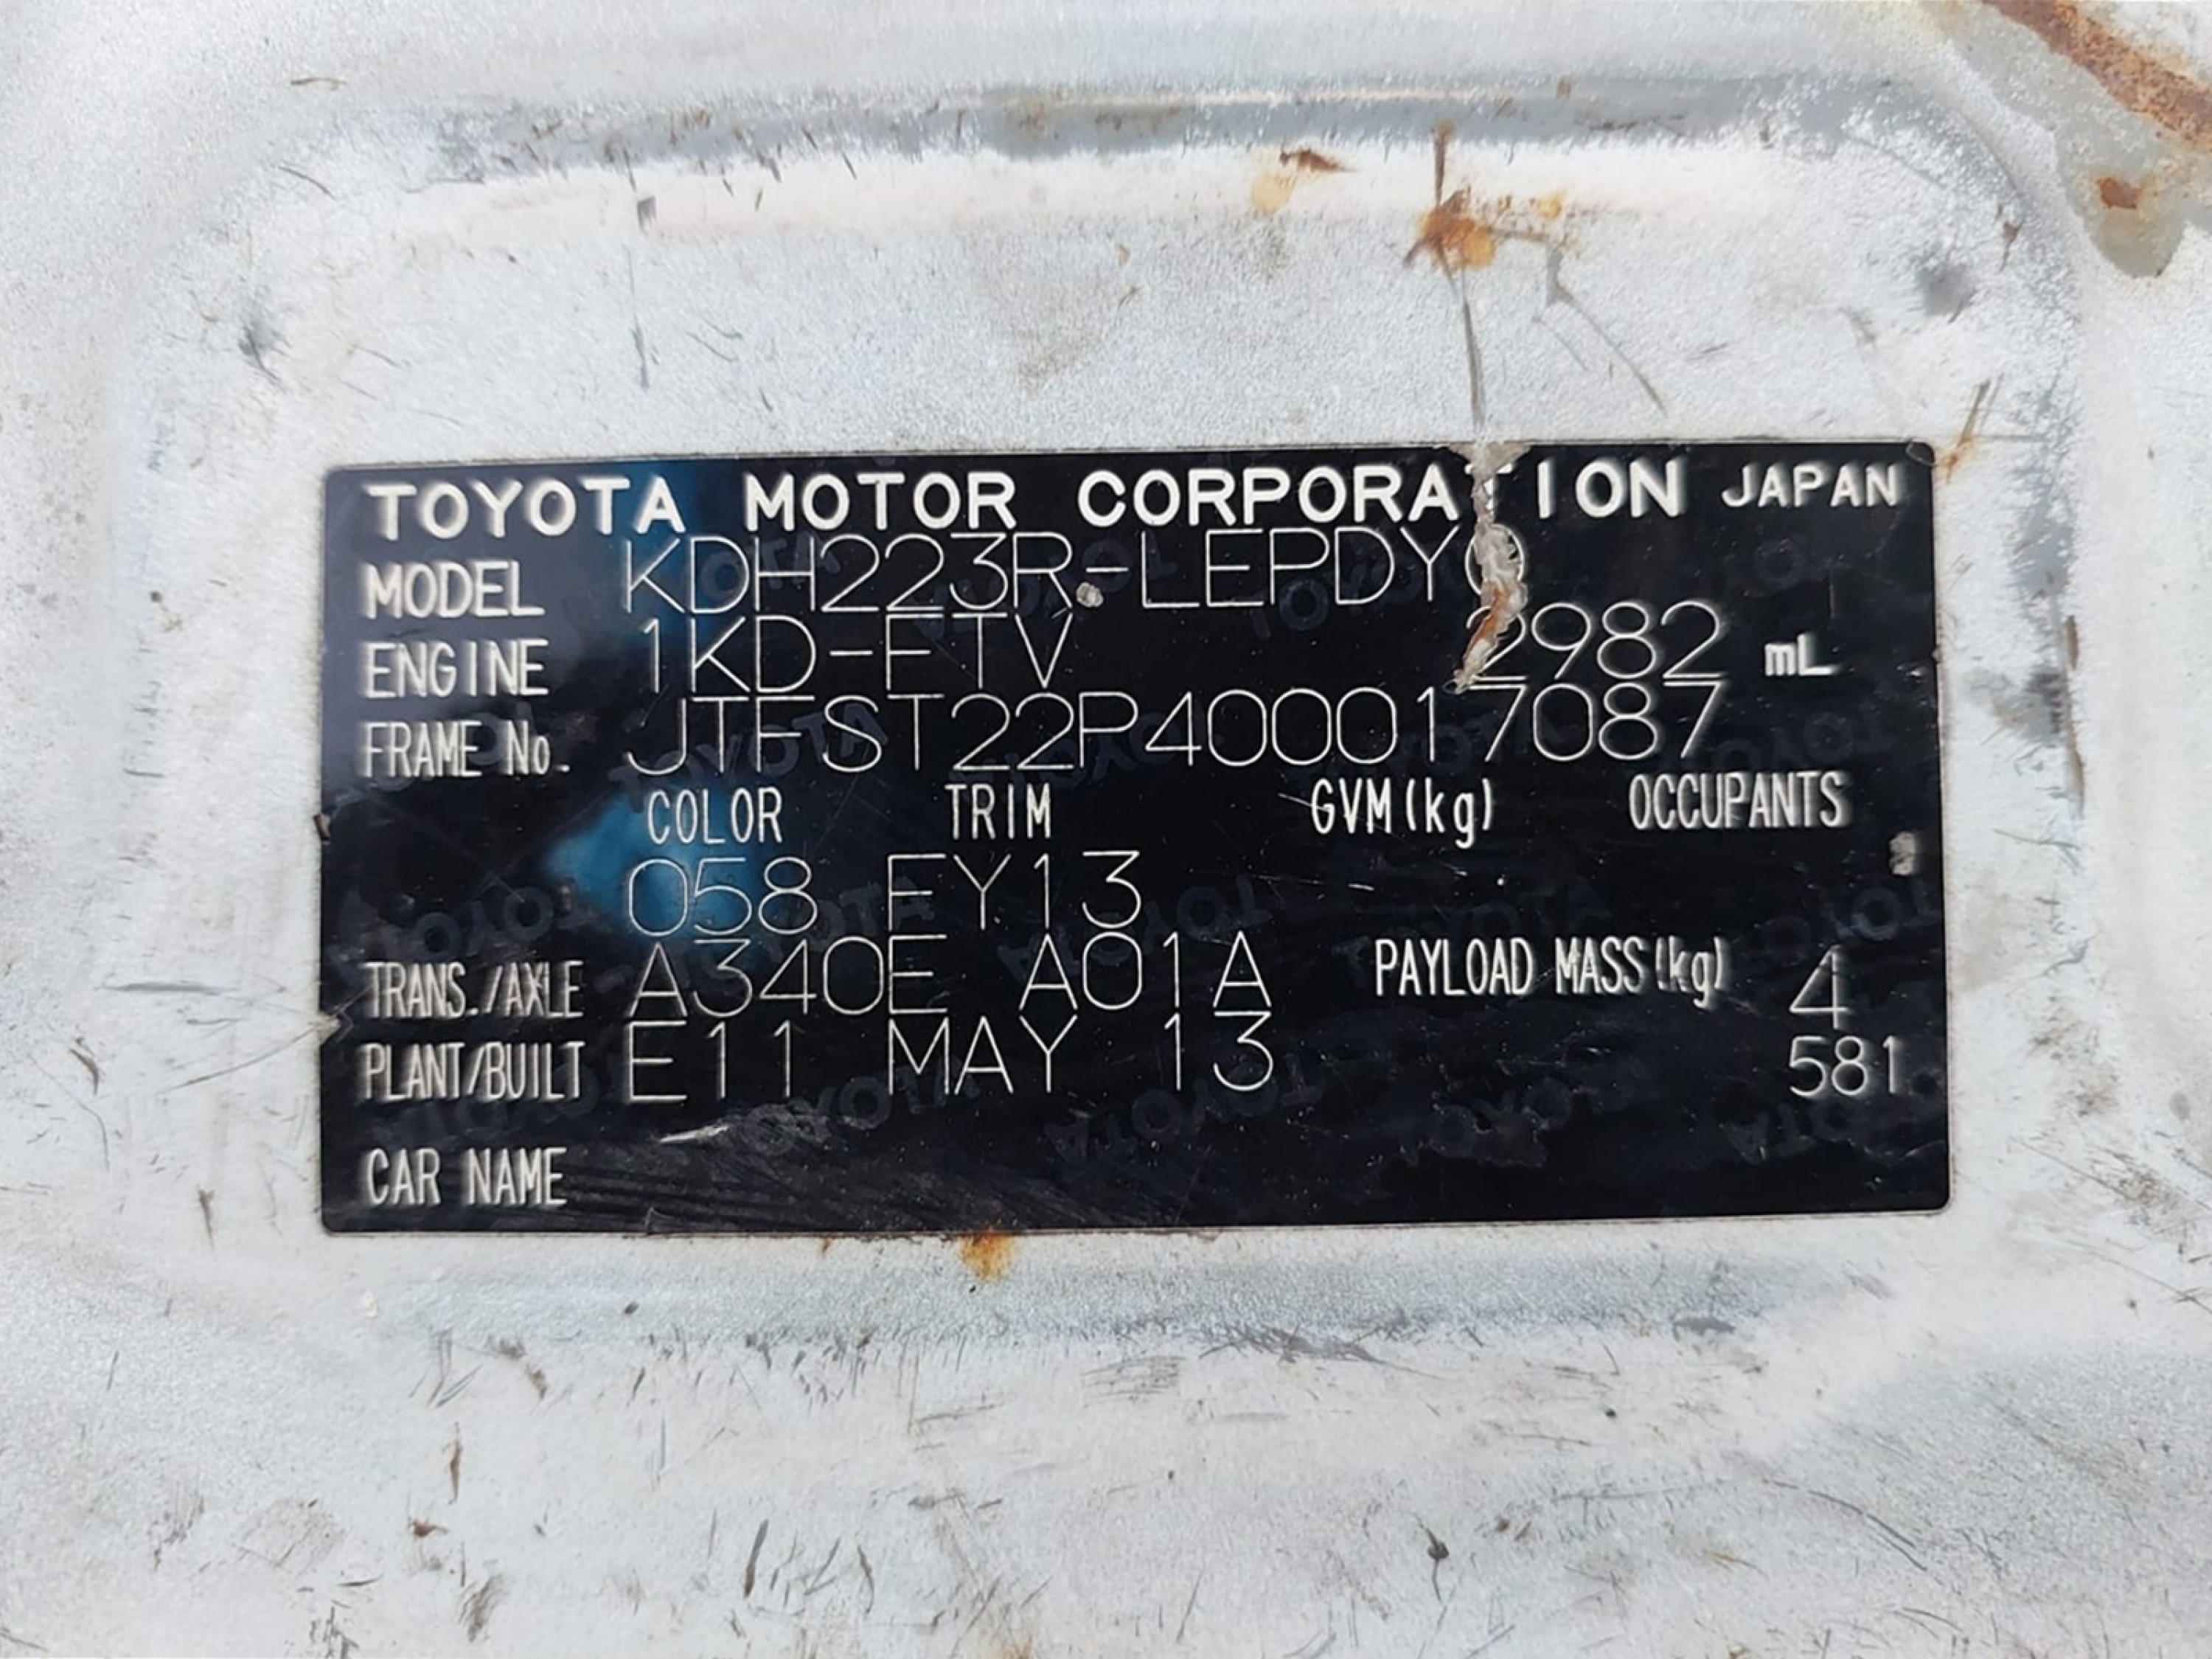 TOYOTA MOTOR CORPORATION JAPAN
MODEL KDH223R-LEPDY
ENGINE 1KD-FTV 2982 mL
FRAME No. JTFST22P400017087
COLOR TRIM GVM(kg) OCCUPANTS
058 FY13
TRANS./AXLE A340E A01A PAYLOAD MASS(kg) 4
PLANT/BUILT E11 MAY 13 581
CAR NAME